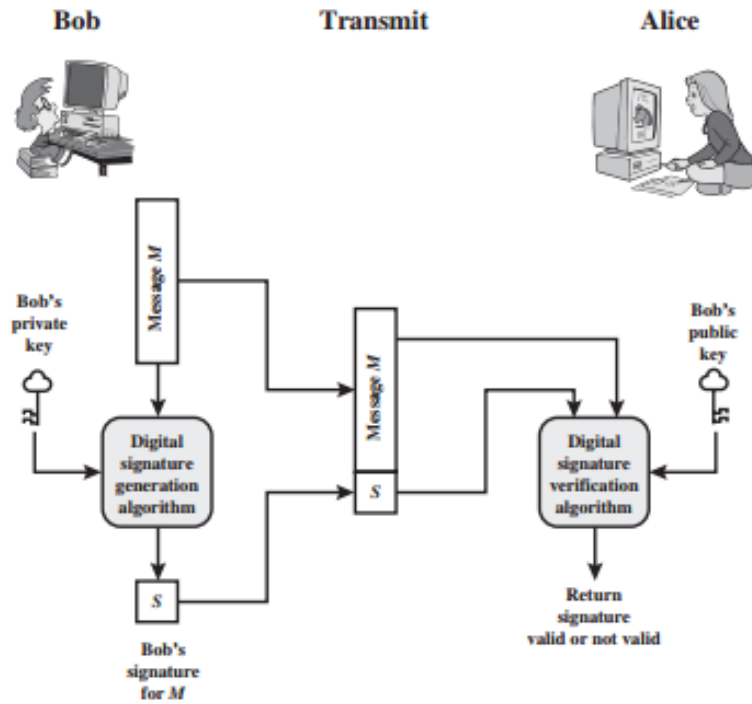 Bob
Transmit
Alice
Message M
Bob's
private
key
Digital
signature
generation
algorithm
S
Bob's
signature
for M
Message M
S
Bob's
public
key
Digital
signature
verification
algorithm
Return
signature
valid or not valid